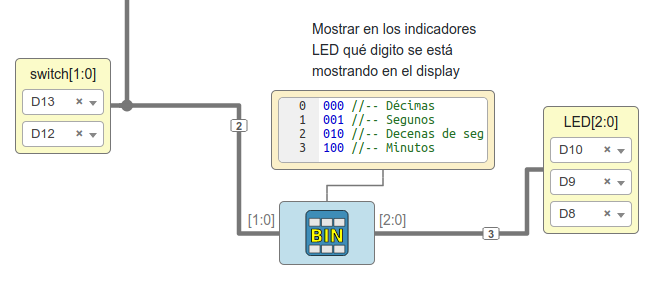 Mostrar en los indicadores
LED qué digito se está
mostrando en el display
switch[1:0]
D13 × ▾
D12 × ▾
2
0 000 //-- Décimas
1 001 //-- Segunos
2 010 //-- Decenas de seg
3 100 //-- Minutos
LED[2:0]
D10 × ▾
D9 × ▾
D8 × ▾
[1:0]
BIN
[2:0]
3